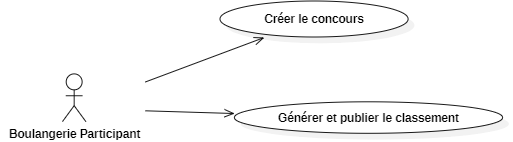 Créer le concours
Générer et publier le classement
Boulangerie Participant